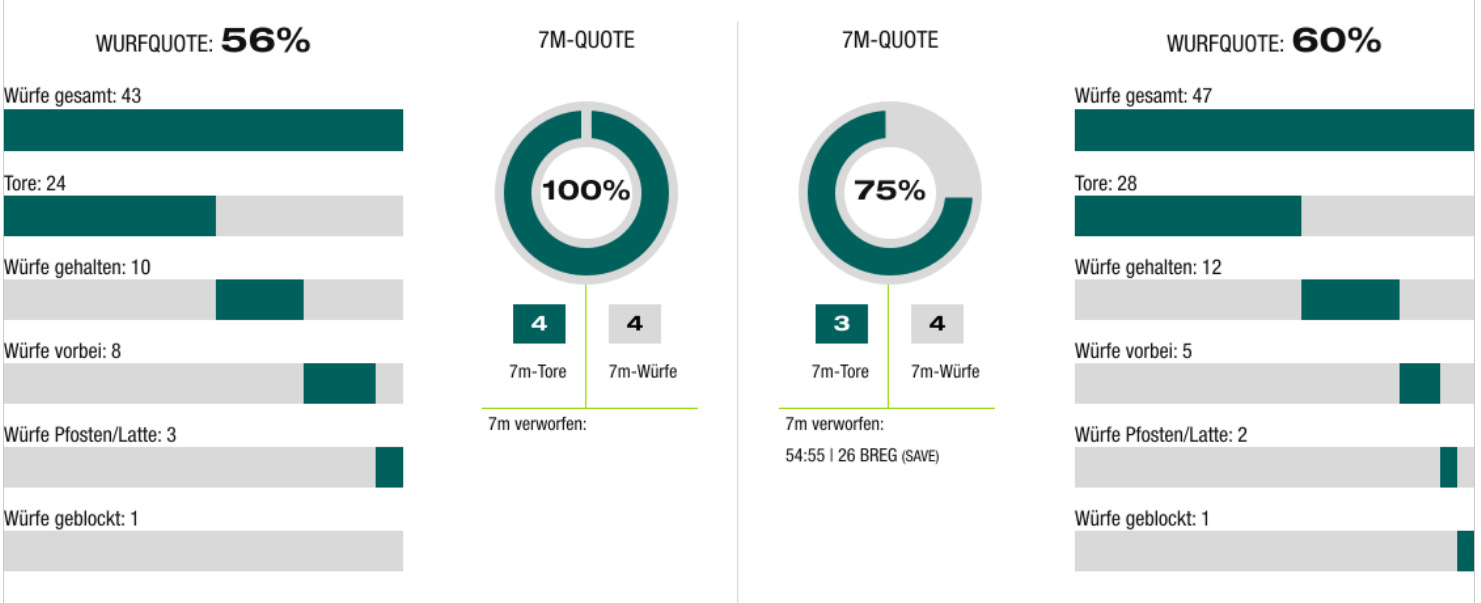 WURFQUOTE: 56%
Würfe gesamt: 43
Tore: 24
Würfe gehalten: 10
Würfe vorbei: 8
Würfe Pfosten/Latte: 3
Würfe geblockt: 1
7M-QUOTE
100%
4 4
7m-Tore 7m-Würfe
7m verworfen:
7M-QUOTE
75%
3 4
7m-Tore 7m-Würfe
7m verworfen:
54:55 | 26 BREG (SAVE)
WURFQUOTE: 60%
Würfe gesamt: 47
Tore: 28
Würfe gehalten: 12
Würfe vorbei: 5
Würfe Pfosten/Latte: 2
Würfe geblockt: 1